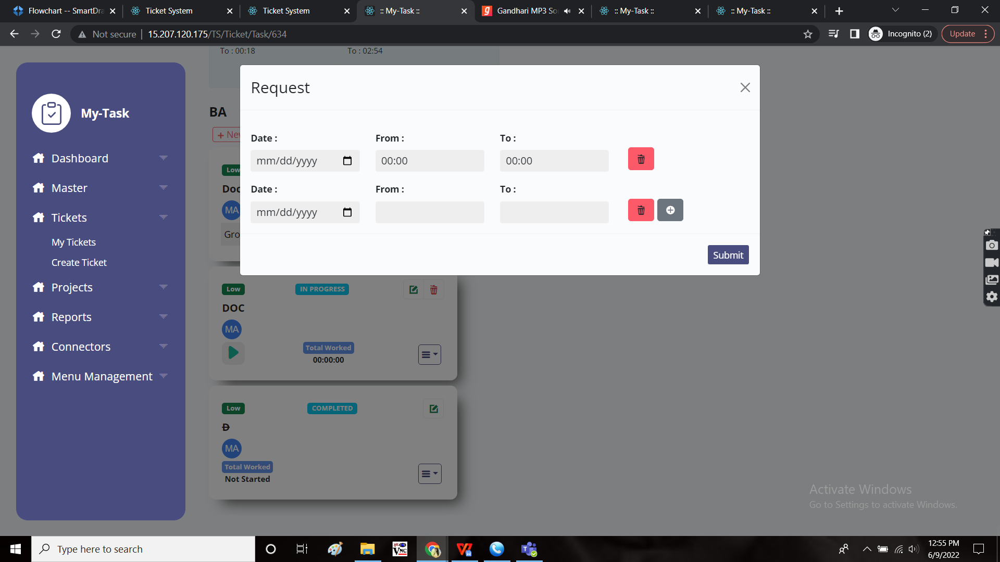 Flowchart -- SmartDra
Ticket System
Ticket System
:: My-Task ::
Gandhari MP3 So
:: My-Task ::
:: My-Task ::
Not secure
15.207.120.175/TS/Ticket/Task/634
Incognito (2)
Update
To : 00:18
To : 02:54
My-Task
Dashboard
Master
Tickets
My Tickets
Create Ticket
Projects
Reports
Connectors
Menu Management
BA
+ Ne
Request
Date :
From :
To :
mm/dd/yyyy
00:00
00:00
Date :
From :
To :
mm/dd/yyyy
Submit
Low
Doc
MA
Gro
Low
IN PROGRESS
DOC
MA
Total Worked
00:00:00
Low
COMPLETED
D
MA
Total Worked
Not Started
Activate Windows
Go to Settings to activate Windows.
Type here to search
12:55 PM
6/9/2022